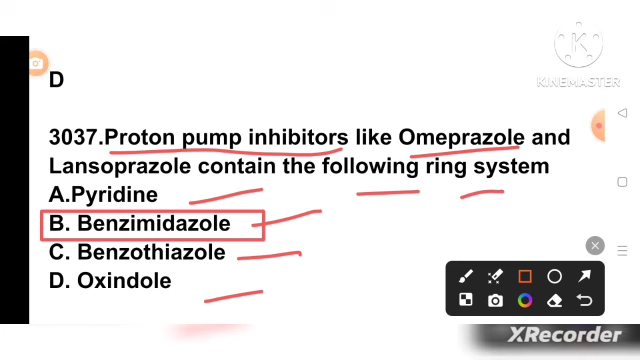 D
KINEMASTER
3037.Proton pump inhibitors like Omeprazole and
Lansoprazole contain the following ring system
A.Pyridine
B. Benzimidazole
C. Benzothiazole
D. Oxindole
XRecorder